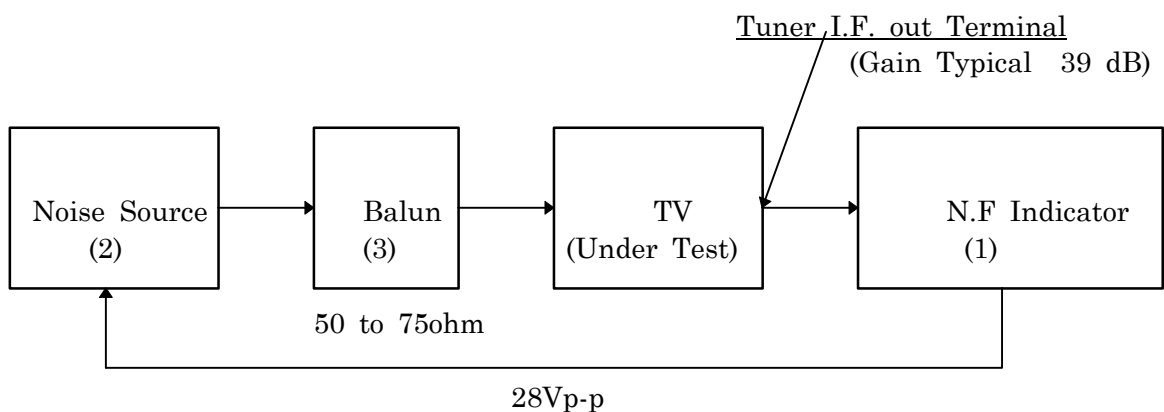 Tuner I.F. out Terminal
(Gain Typical 39 dB)
Noise Source
(2)
Balun
(3)
TV
(Under Test)
N.F Indicator
(1)
50 to 75ohm
28Vp-p